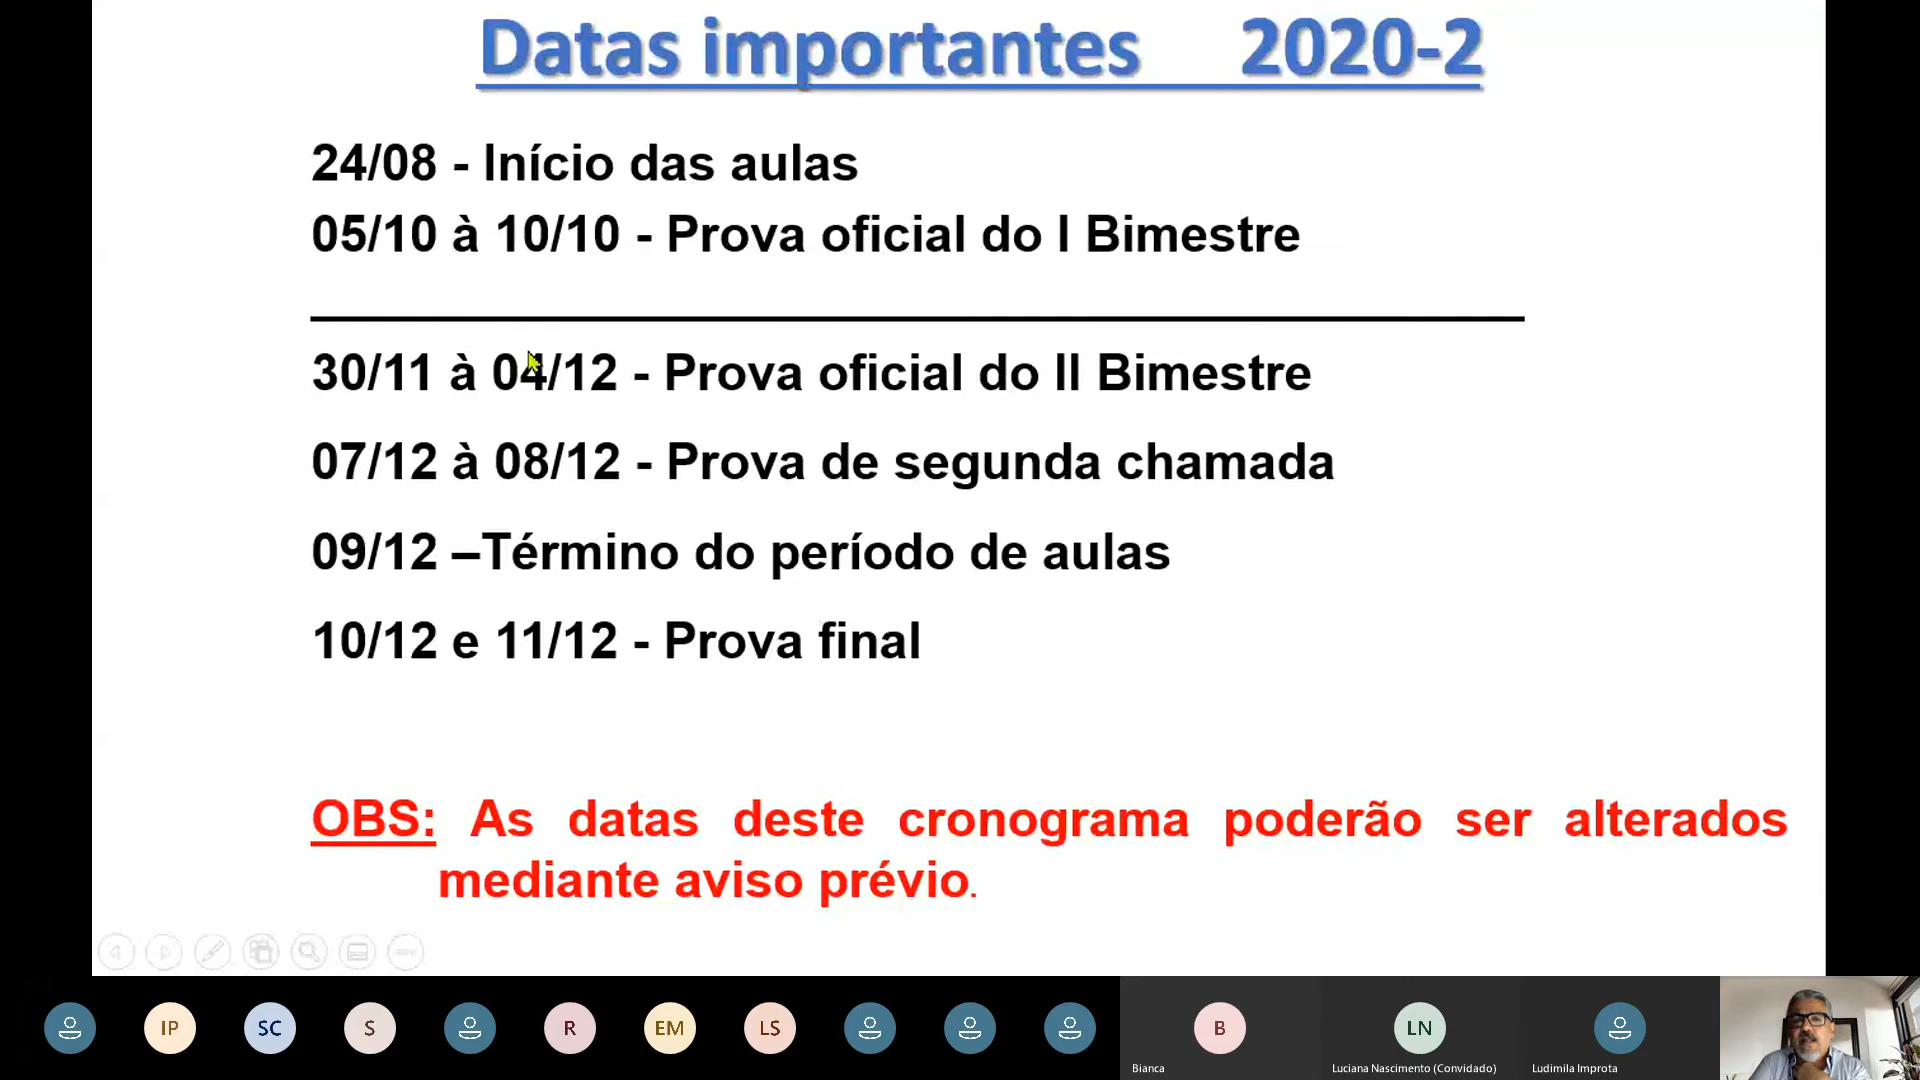 Datas importantes 2020-2
24/08 - Início das aulas
05/10 à 10/10 - Prova oficial do I Bimestre
30/11 à 04/12 - Prova oficial do II Bimestre
07/12 à 08/12 - Prova de segunda chamada
09/12 –Término do período de aulas
10/12 e 11/12 - Prova final
OBS: As datas deste cronograma poderão ser alterados
mediante aviso prévio.
IP SC S R EM LS B LN
Bianca Luciana Nascimento (Convidado) Ludimila Improta